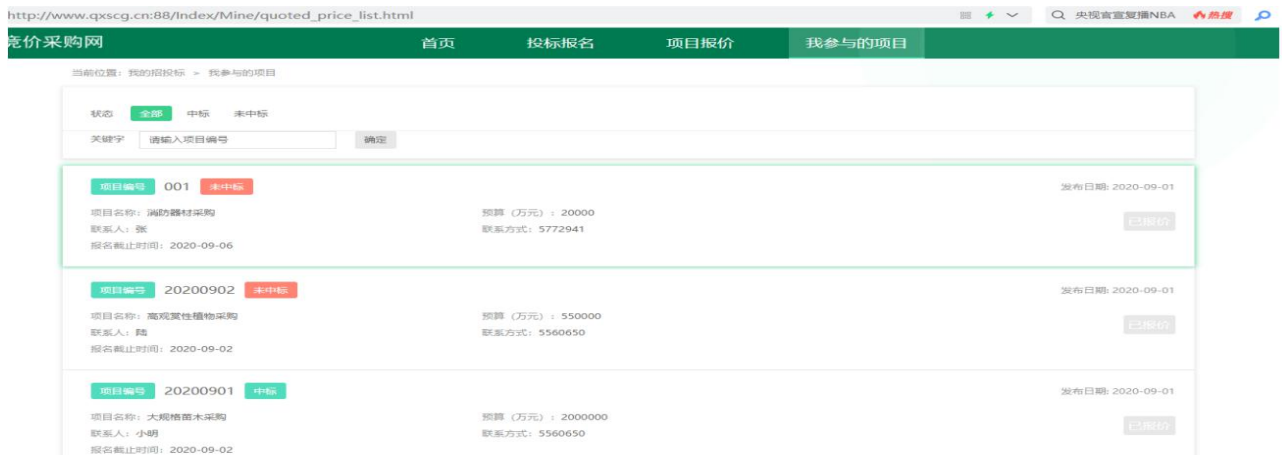 http://www.qxscg.cn:88/Index/Mine/quoted_price_list.html 央视官宣复播NBA 热搜
竞价采购网 首页 投标报名 项目报价 我参与的项目
当前位置：我的招投标 > 我参与的项目
状态 全部 中标 未中标
关键字 请输入项目编号 确定
项目编号 001 未中标 发布日期: 2020-09-01
项目名称：消防器材采购 预算（万元）: 20000
已报价
联系人：张 联系方式：5772941
报名截止时间：2020-09-06
项目编号 20200902 未中标 发布日期: 2020-09-01
项目名称：高观赏性植物采购 预算（万元）: 550000
已报价
联系人：陆 联系方式：5560650
报名截止时间：2020-09-02
项目编号 20200901 中标 发布日期: 2020-09-01
项目名称：大规格苗木采购 预算（万元）: 2000000
已报价
联系人：小明 联系方式：5560650
报名截止时间：2020-09-02